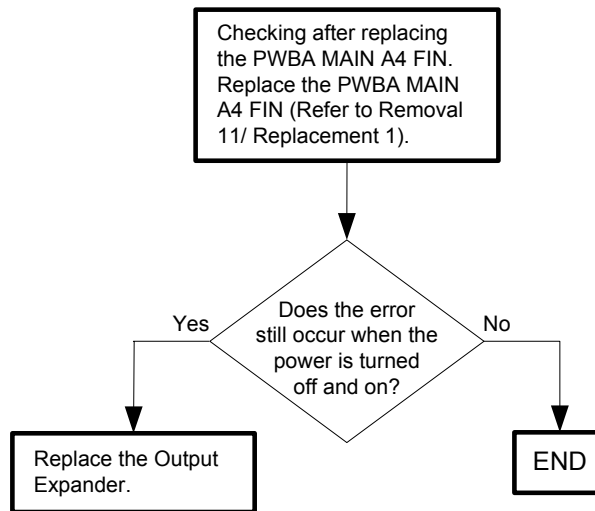 Checking after replacing
the PWBA MAIN A4 FIN.
Replace the PWBA MAIN
A4 FIN (Refer to Removal
11/ Replacement 1).
Does the error
still occur when the
power is turned
off and on?
Yes
No
Replace the Output
Expander.
END